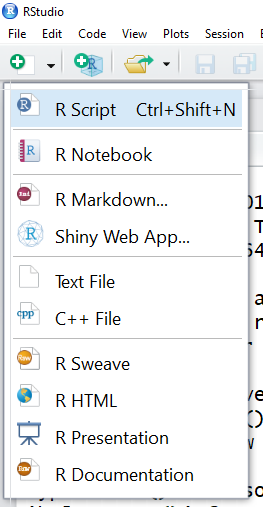 RStudio
File Edit Code View Plots Session
R Script Ctrl+Shift+N
R Notebook
R Markdown...
Shiny Web App...
Text File
C++ File
R Sweave
R HTML
R Presentation
R Documentation